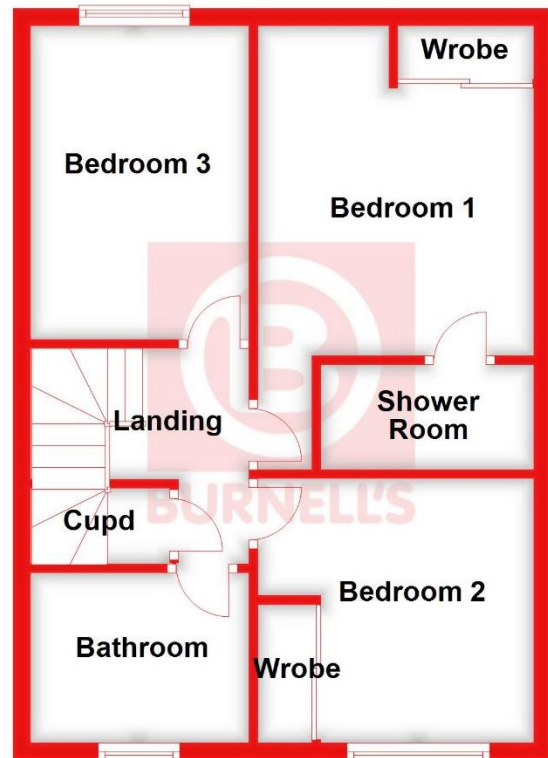 Wrobe
Bedroom 3
Bedroom 1
Shower
Room
Landing
Cupd
BURNELL'S
Bedroom 2
Bathroom
Wrobe